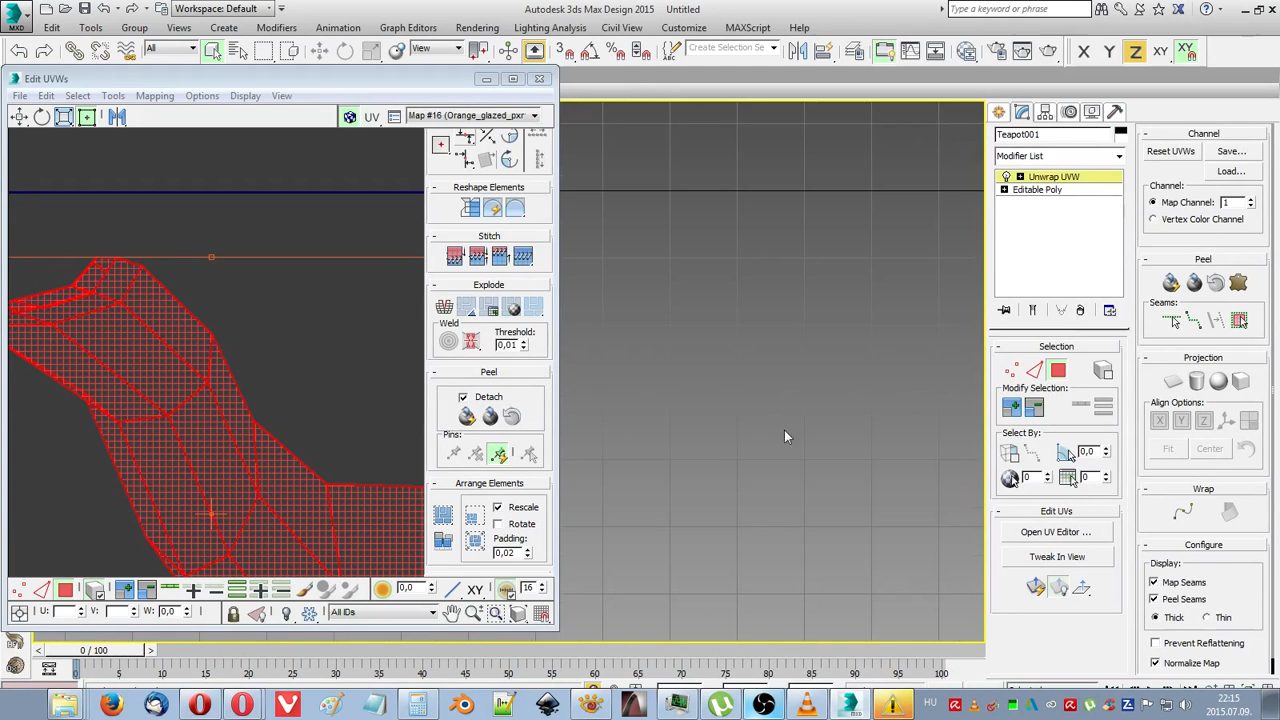 Workspace: Default
Autodesk 3ds Max Design 2015 Untitled
Type a keyword or phrase
MXD
Edit Tools Group Views Create Modifiers Animation Graph Editors Rendering Lighting Analysis Civil View Customize MAXScript Help
All
View
Create Selection Se
X Y Z XY XY
Edit UVWs
File Edit Select Tools Mapping Options Display View
UV
Map #16 (Orange_glazed_pxr
Reshape Elements
Stitch
Explode
Weld
Threshold:
0,01
Peel
Detach
Pins:
Arrange Elements
Rescale
Rotate
Padding:
0,02
0,0
XY
16
U:
V:
W: 0,0
All IDs
Teapot001
Modifier List
Unwrap UVW
Editable Poly
Selection
Modify Selection:
Select By:
0,0
0
0
Edit UVs
Open UV Editor ...
Tweak In View
Channel
Reset UVWs
Save...
Load...
Channel:
Map Channel: 1
Vertex Color Channel
Peel
Seams:
Projection
Align Options:
X Y Z
Fit
Center
Wrap
Configure
Display:
Map Seams
Peel Seams
Thick
Thin
Prevent Reflattening
Normalize Map
0 / 100
5 10 15 20 25 30 35 40 45 50 55 60 65 70 75 80 85 90 95 100
HU
22:15
2015.07.09.